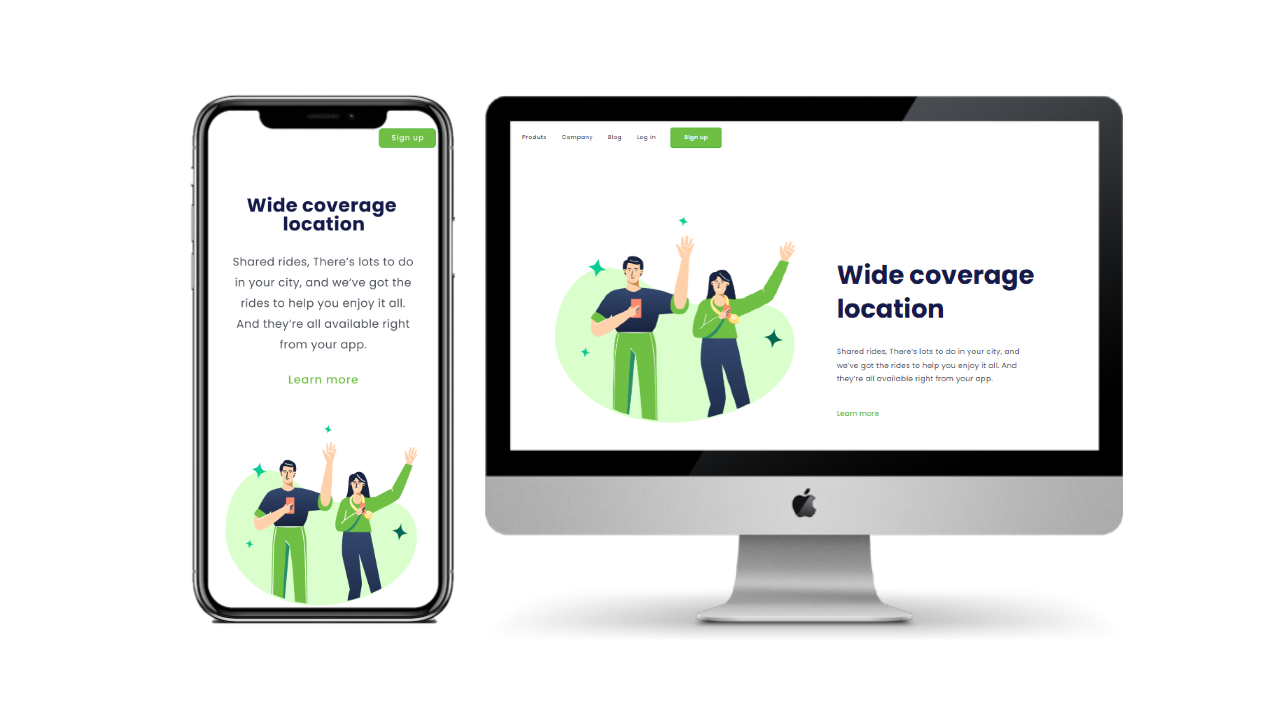 Sign up
Wide coverage
location
Shared rides, There's lots to do
in your city, and we've got the
rides to help you enjoy it all.
And they're all available right
from your app.
Learn more
Produts Company Blog Log in Sign up
Wide coverage
location
Shared rides, There's lots to do in your city, and
we've got the rides to help you enjoy it all. And
they're all available right from your app.
Learn more